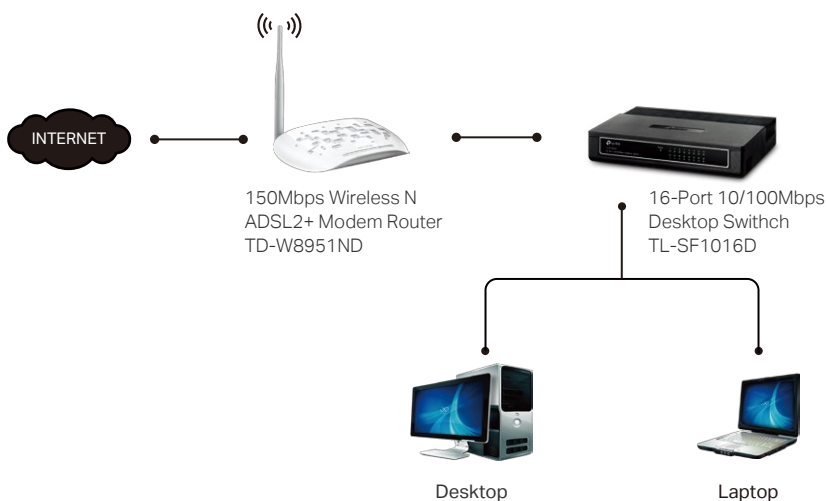 INTERNET
150Mbps Wireless N
ADSL2+ Modem Router
TD-W8951ND
16-Port 10/100Mbps
Desktop Swithch
TL-SF1016D
Desktop
Laptop